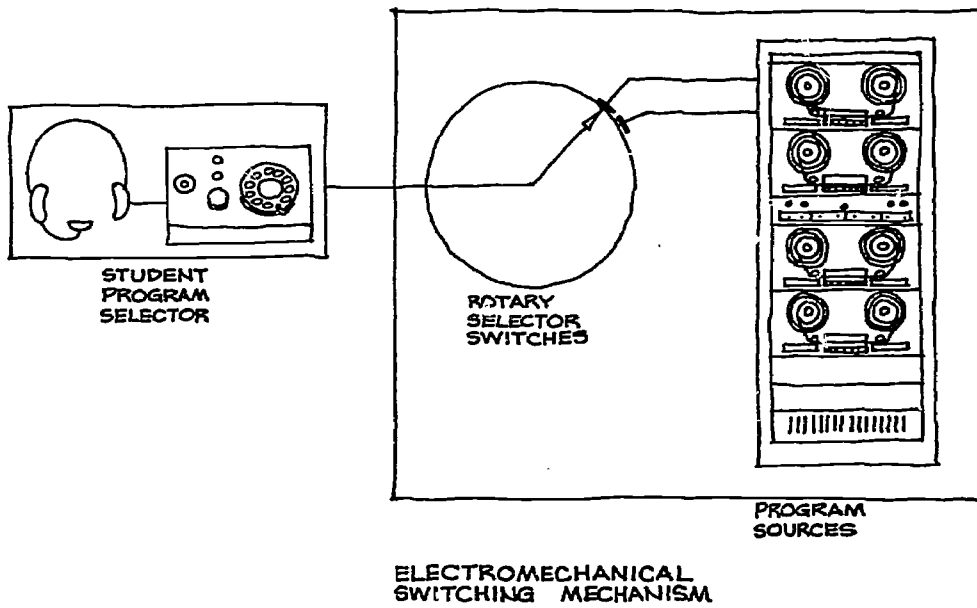 STUDENT
PROGRAM
SELECTOR
ROTARY
SELECTOR
SWITCHES
PROGRAM
SOURCES
ELECTROMECHANICAL
SWITCHING MECHANISM